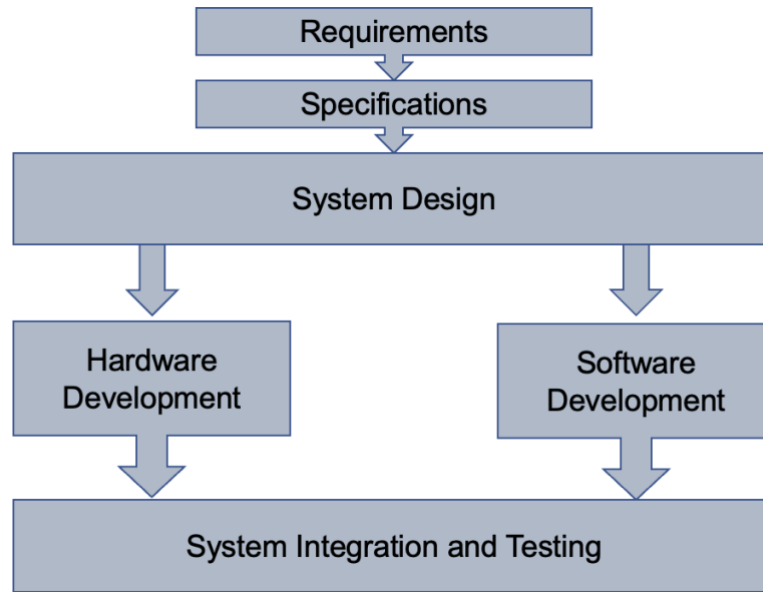 Requirements
Specifications
System Design
Hardware
Development
Software
Development
System Integration and Testing